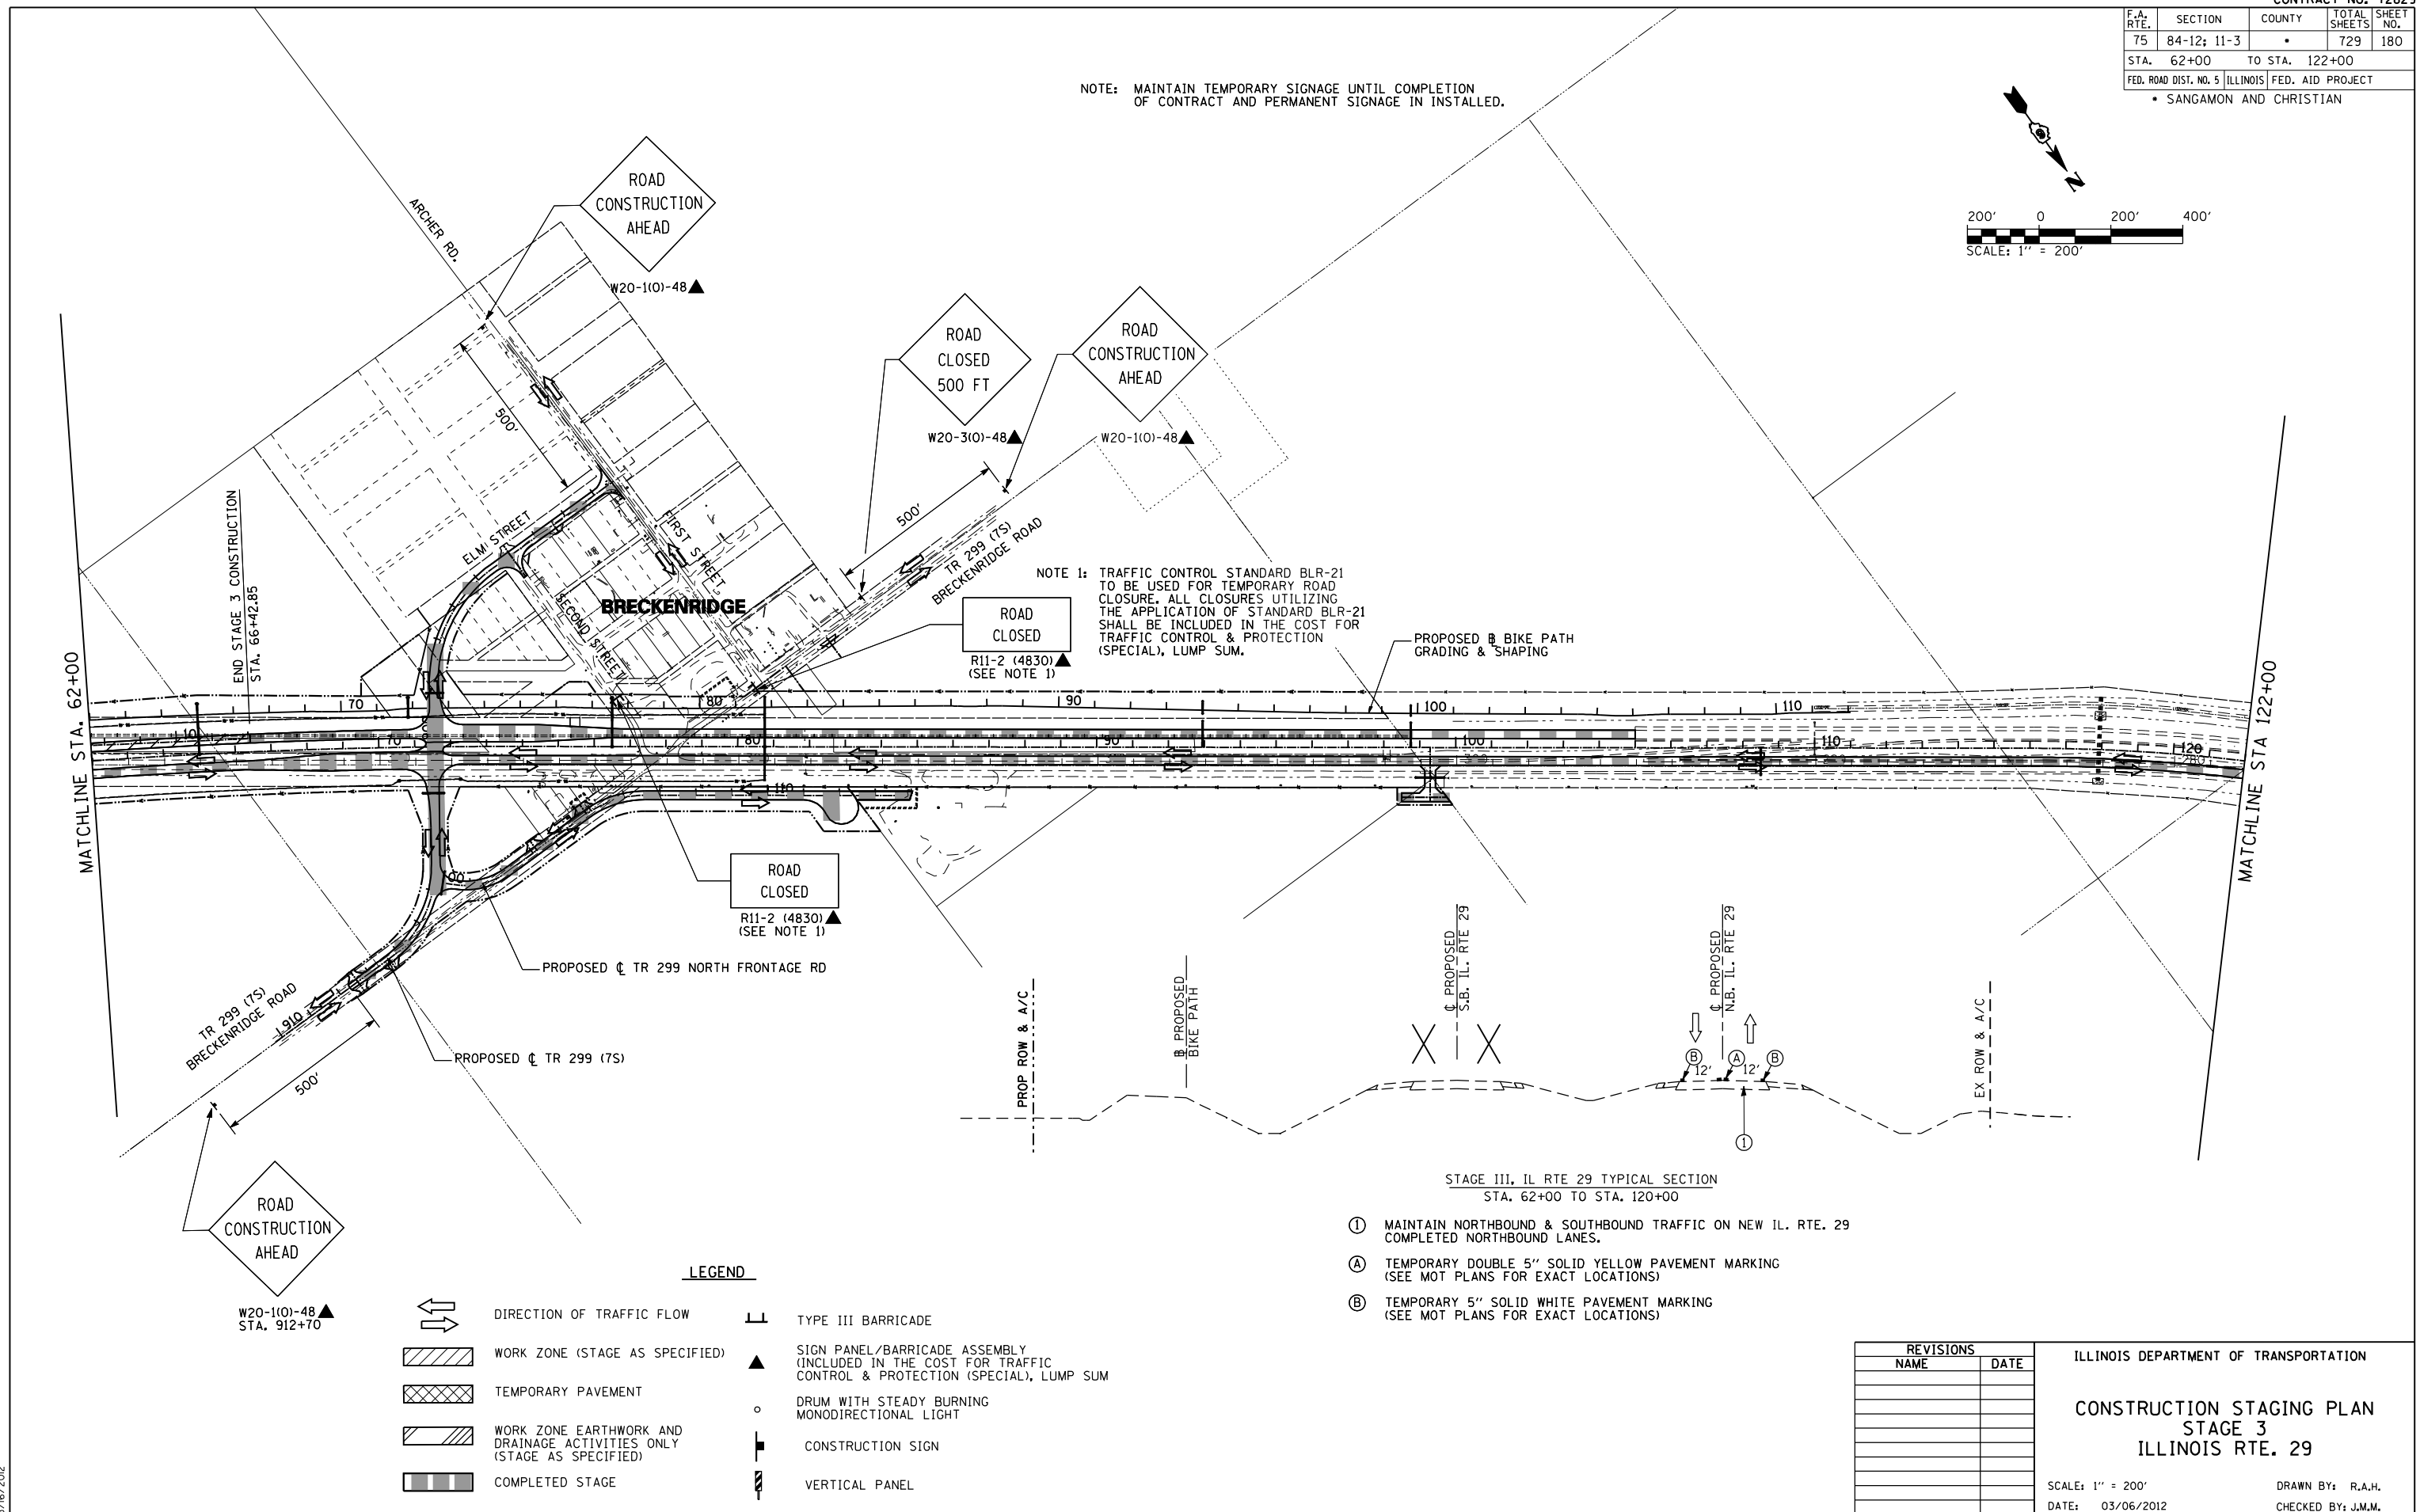 F.A. RTE. SECTION COUNTY TOTAL SHEETS SHEET NO.
75 84-12; 11-3 * 729 180
STA. 62+00 TO STA. 122+00
FED. ROAD DIST. NO. 5 ILLINOIS FED. AID PROJECT
* SANGAMON AND CHRISTIAN
NOTE: MAINTAIN TEMPORARY SIGNAGE UNTIL COMPLETION
OF CONTRACT AND PERMANENT SIGNAGE IN INSTALLED.
N
200' 0 200' 400'
SCALE: 1" = 200'
ARCHER RD.
ROAD
CONSTRUCTION
AHEAD
W20-1(O)-48
ROAD
CLOSED
500 FT
W20-3(O)-48
ROAD
CONSTRUCTION
AHEAD
W20-1(O)-48
500'
500'
ELM STREET
FIRST STREET
SECOND STREET
BRECKENRIDGE
TR 299 (7S)
BRECKENRIDGE ROAD
END STAGE 3 CONSTRUCTION
STA. 66+42.85
NOTE 1: TRAFFIC CONTROL STANDARD BLR-21
TO BE USED FOR TEMPORARY ROAD
CLOSURE. ALL CLOSURES UTILIZING
THE APPLICATION OF STANDARD BLR-21
SHALL BE INCLUDED IN THE COST FOR
TRAFFIC CONTROL & PROTECTION
(SPECIAL), LUMP SUM.
ROAD
CLOSED
R11-2 (4830)
(SEE NOTE 1)
PROPOSED B BIKE PATH
GRADING & SHAPING
MATCHLINE STA. 62+00
MATCHLINE STA 122+00
70 80 90 100 110
70 80 90 100 110 120
110
ROAD
CLOSED
R11-2 (4830)
(SEE NOTE 1)
PROPOSED ℄ TR 299 NORTH FRONTAGE RD
PROPOSED ℄ TR 299 (7S)
TR 299 (7S)
BRECKENRIDGE ROAD
910
500'
ROAD
CONSTRUCTION
AHEAD
W20-1(O)-48
STA. 912+70
PROP ROW & A/C
B PROPOSED
BIKE PATH
℄ PROPOSED
S.B. IL. RTE 29
℄ PROPOSED
N.B. IL. RTE 29
EX ROW & A/C
B A B
12' 12'
1
STAGE III, IL RTE 29 TYPICAL SECTION
STA. 62+00 TO STA. 120+00
1 MAINTAIN NORTHBOUND & SOUTHBOUND TRAFFIC ON NEW IL. RTE. 29
COMPLETED NORTHBOUND LANES.
A TEMPORARY DOUBLE 5" SOLID YELLOW PAVEMENT MARKING
(SEE MOT PLANS FOR EXACT LOCATIONS)
B TEMPORARY 5" SOLID WHITE PAVEMENT MARKING
(SEE MOT PLANS FOR EXACT LOCATIONS)
LEGEND
DIRECTION OF TRAFFIC FLOW
WORK ZONE (STAGE AS SPECIFIED)
TEMPORARY PAVEMENT
WORK ZONE EARTHWORK AND
DRAINAGE ACTIVITIES ONLY
(STAGE AS SPECIFIED)
COMPLETED STAGE
TYPE III BARRICADE
SIGN PANEL/BARRICADE ASSEMBLY
(INCLUDED IN THE COST FOR TRAFFIC
CONTROL & PROTECTION (SPECIAL), LUMP SUM
DRUM WITH STEADY BURNING
MONODIRECTIONAL LIGHT
CONSTRUCTION SIGN
VERTICAL PANEL
REVISIONS
NAME DATE
ILLINOIS DEPARTMENT OF TRANSPORTATION
CONSTRUCTION STAGING PLAN
STAGE 3
ILLINOIS RTE. 29
SCALE: 1" = 200' DRAWN BY: R.A.H.
DATE: 03/06/2012 CHECKED BY: J.M.M.